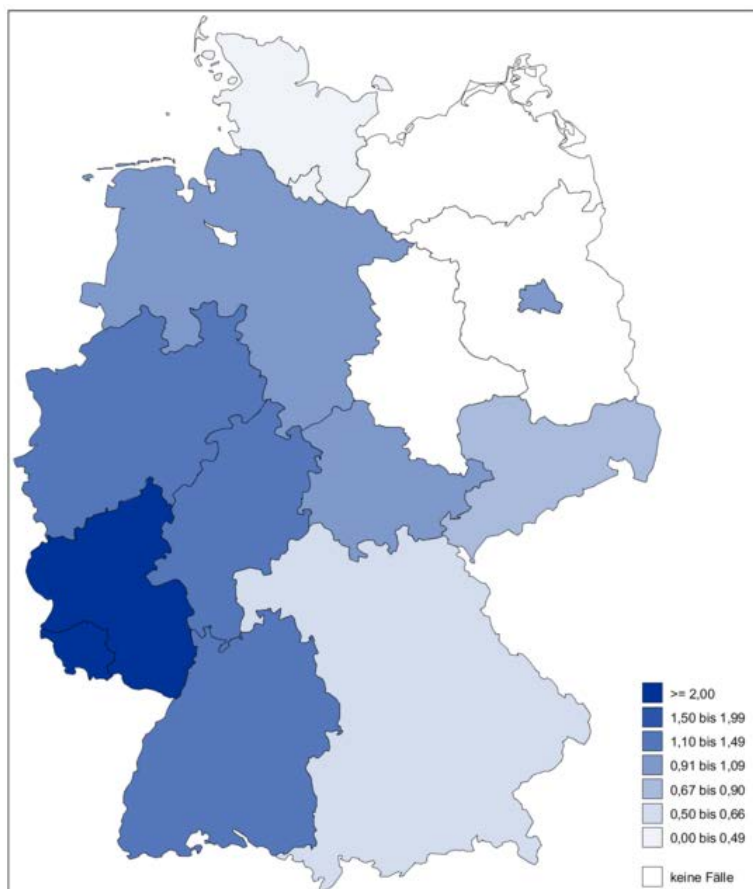 >= 2,00
1,50 bis 1,99
1,10 bis 1,49
0,91 bis 1,09
0,67 bis 0,90
0,50 bis 0,66
0,00 bis 0,49
keine Fälle